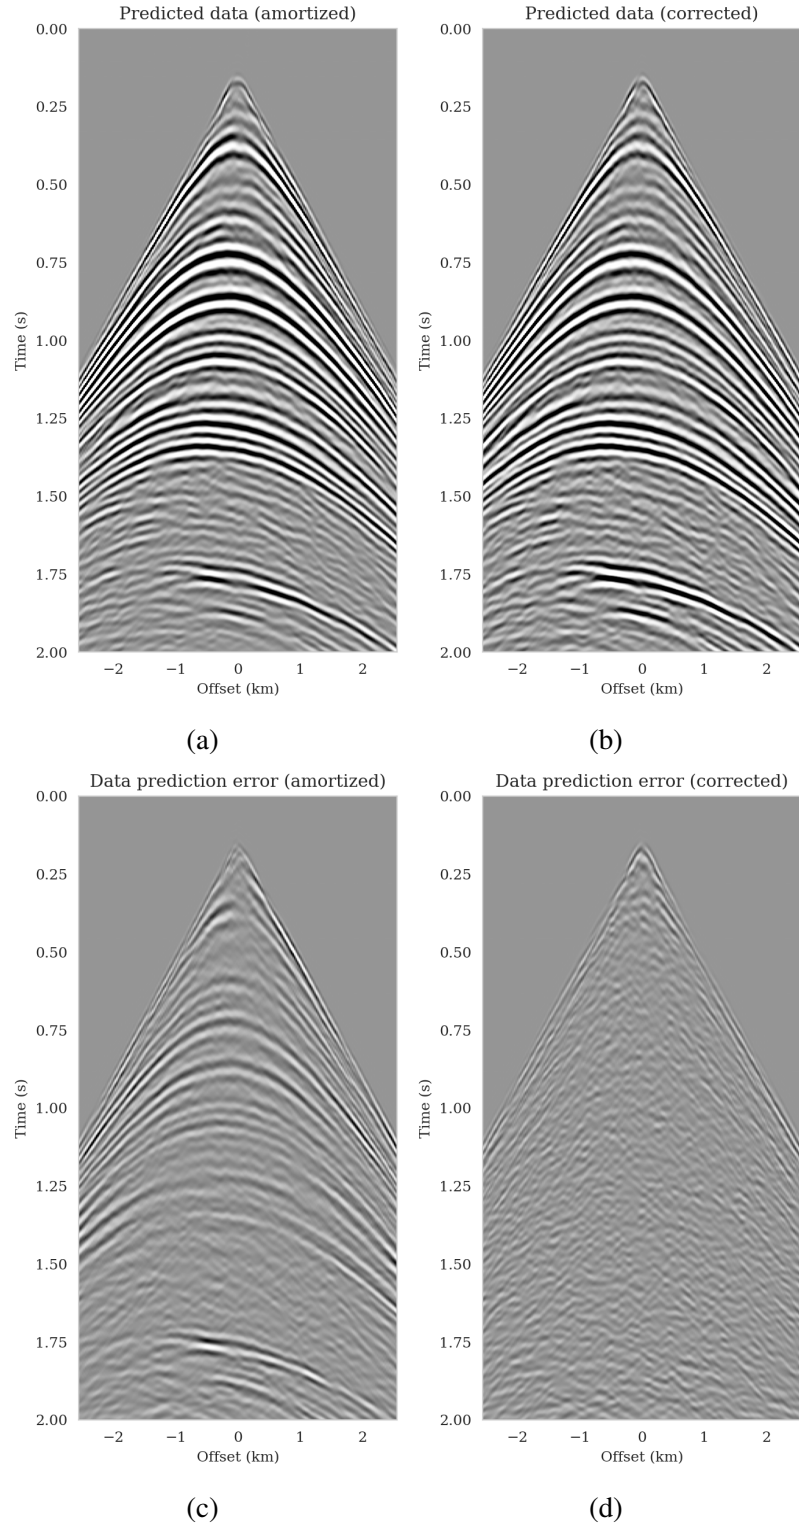 Predicted data (amortized)
Predicted data (corrected)
0.00
0.25
0.50
0.75
1.00
1.25
1.50
1.75
2.00
Time (s)
−2 −1 0 1 2
Offset (km)
0.00
0.25
0.50
0.75
1.00
1.25
1.50
1.75
2.00
Time (s)
−2 −1 0 1 2
Offset (km)
(a)
(b)
Data prediction error (amortized)
Data prediction error (corrected)
0.00
0.25
0.50
0.75
1.00
1.25
1.50
1.75
2.00
Time (s)
−2 −1 0 1 2
Offset (km)
0.00
0.25
0.50
0.75
1.00
1.25
1.50
1.75
2.00
Time (s)
−2 −1 0 1 2
Offset (km)
(c)
(d)